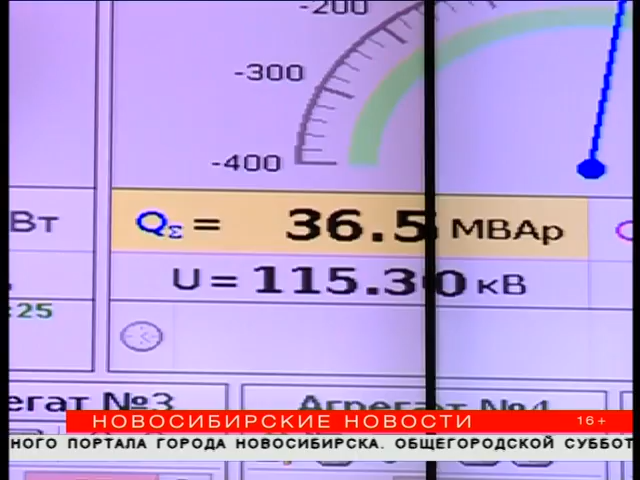 -200
-300
-400
Вт
QΣ = 36.5 МВАр
U = 115.30 кВ
:25
егат №3
Агрегат №4
НОВОСИБИРСКИЕ НОВОСТИ 16+
НОГО ПОРТАЛА ГОРОДА НОВОСИБИРСКА. ОБЩЕГОРОДСКОЙ СУББОТ